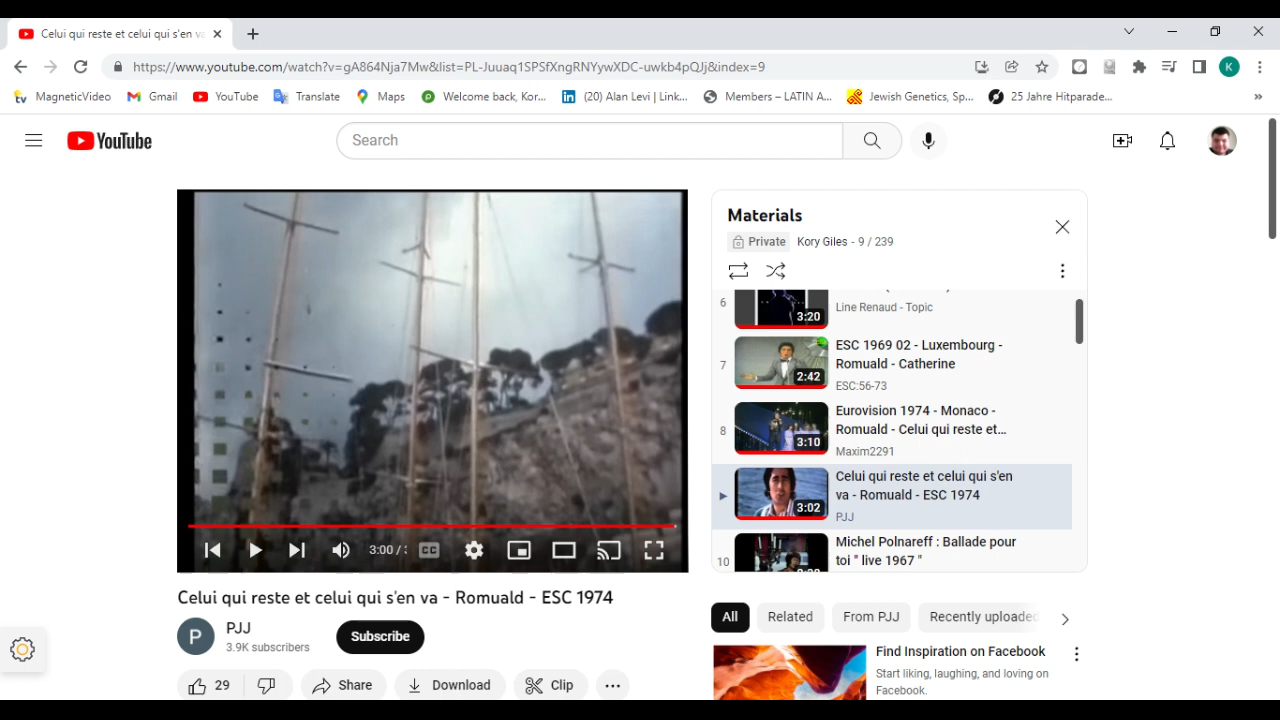 Celui qui reste et celui qui s'en va
https://www.youtube.com/watch?v=gA864Nja7Mw&list=PL-Juuaq1SPSfXngRNYywXDC-uwkb4pQJj&index=9
K
MagneticVideo Gmail YouTube Translate Maps Welcome back, Kor... (20) Alan Levi | Link... Members – LATIN A... Jewish Genetics, Sp... 25 Jahre Hitparade... »
YouTube
Search
Materials
Private Kory Giles - 9 / 239
6
3:20
Line Renaud - Topic
7
2:42
ESC 1969 02 - Luxembourg -
Romuald - Catherine
ESC:56-73
8
3:10
Eurovision 1974 - Monaco -
Romuald - Celui qui reste et...
Maxim2291
3:02
Celui qui reste et celui qui s'en
va - Romuald - ESC 1974
PJJ
10
Michel Polnareff : Ballade pour
toi " live 1967 "
3:00 /
CC
Celui qui reste et celui qui s'en va - Romuald - ESC 1974
P
PJJ
3.9K subscribers
Subscribe
29 Share Download Clip
All Related From PJJ Recently uploaded
Find Inspiration on Facebook
Start liking, laughing, and loving on
Facebook.